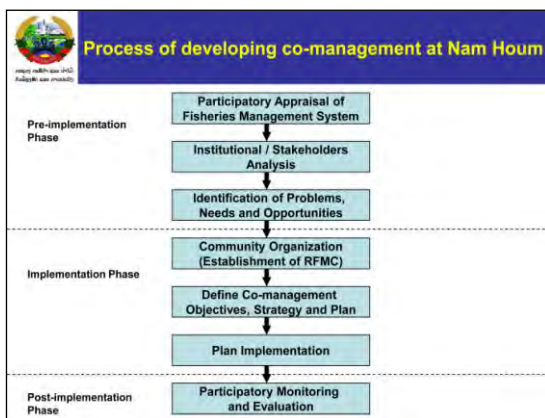 Process of developing co-management at Nam Houm
Pre-implementation
Phase
Participatory Appraisal of
Fisheries Management System
Institutional / Stakeholders
Analysis
Identification of Problems,
Needs and Opportunities
Implementation Phase
Community Organization
(Establishment of RFMC)
Define Co-management
Objectives, Strategy and Plan
Plan Implementation
Post-implementation
Phase
Participatory Monitoring
and Evaluation